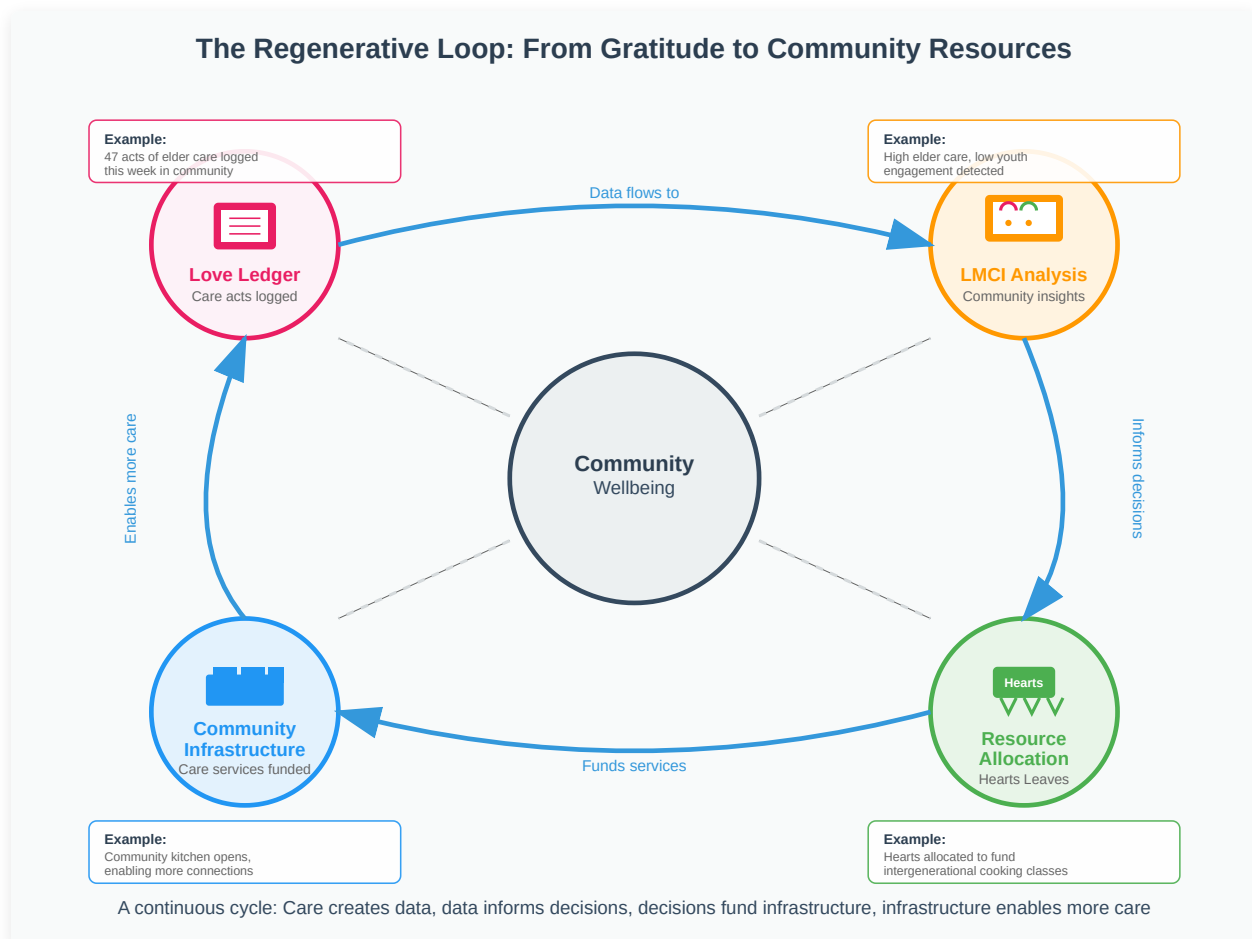 The Regenerative Loop: From Gratitude to Community Resources
Example:
47 acts of elder care logged
this week in community
Example:
High elder care, low youth
engagement detected
Data flows to
Love Ledger
Care acts logged
LMCI Analysis
Community insights
Enables more care
Community
Wellbeing
Informs decisions
Community
Infrastructure
Care services funded
Hearts
Resource
Allocation
Hearts Leaves
Funds services
Example:
Community kitchen opens,
enabling more connections
Example:
Hearts allocated to fund
intergenerational cooking classes
A continuous cycle: Care creates data, data informs decisions, decisions fund infrastructure, infrastructure enables more care